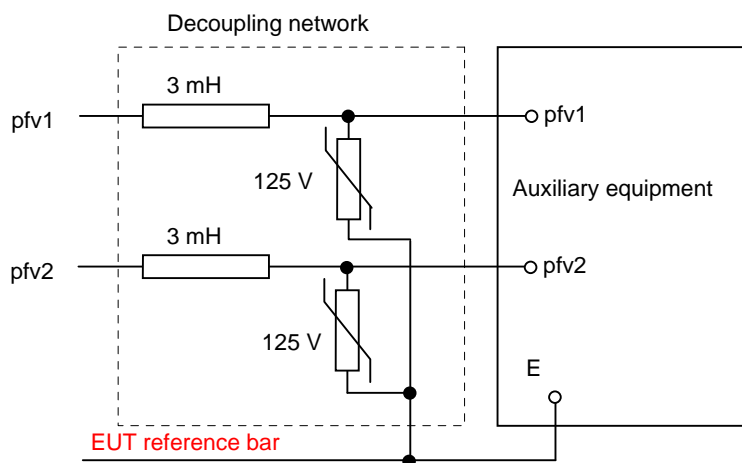 Decoupling network
3 mH
pfv1
pfv1
125 V
Auxiliary equipment
3 mH
pfv2
pfv2
125 V
E
EUT reference bar